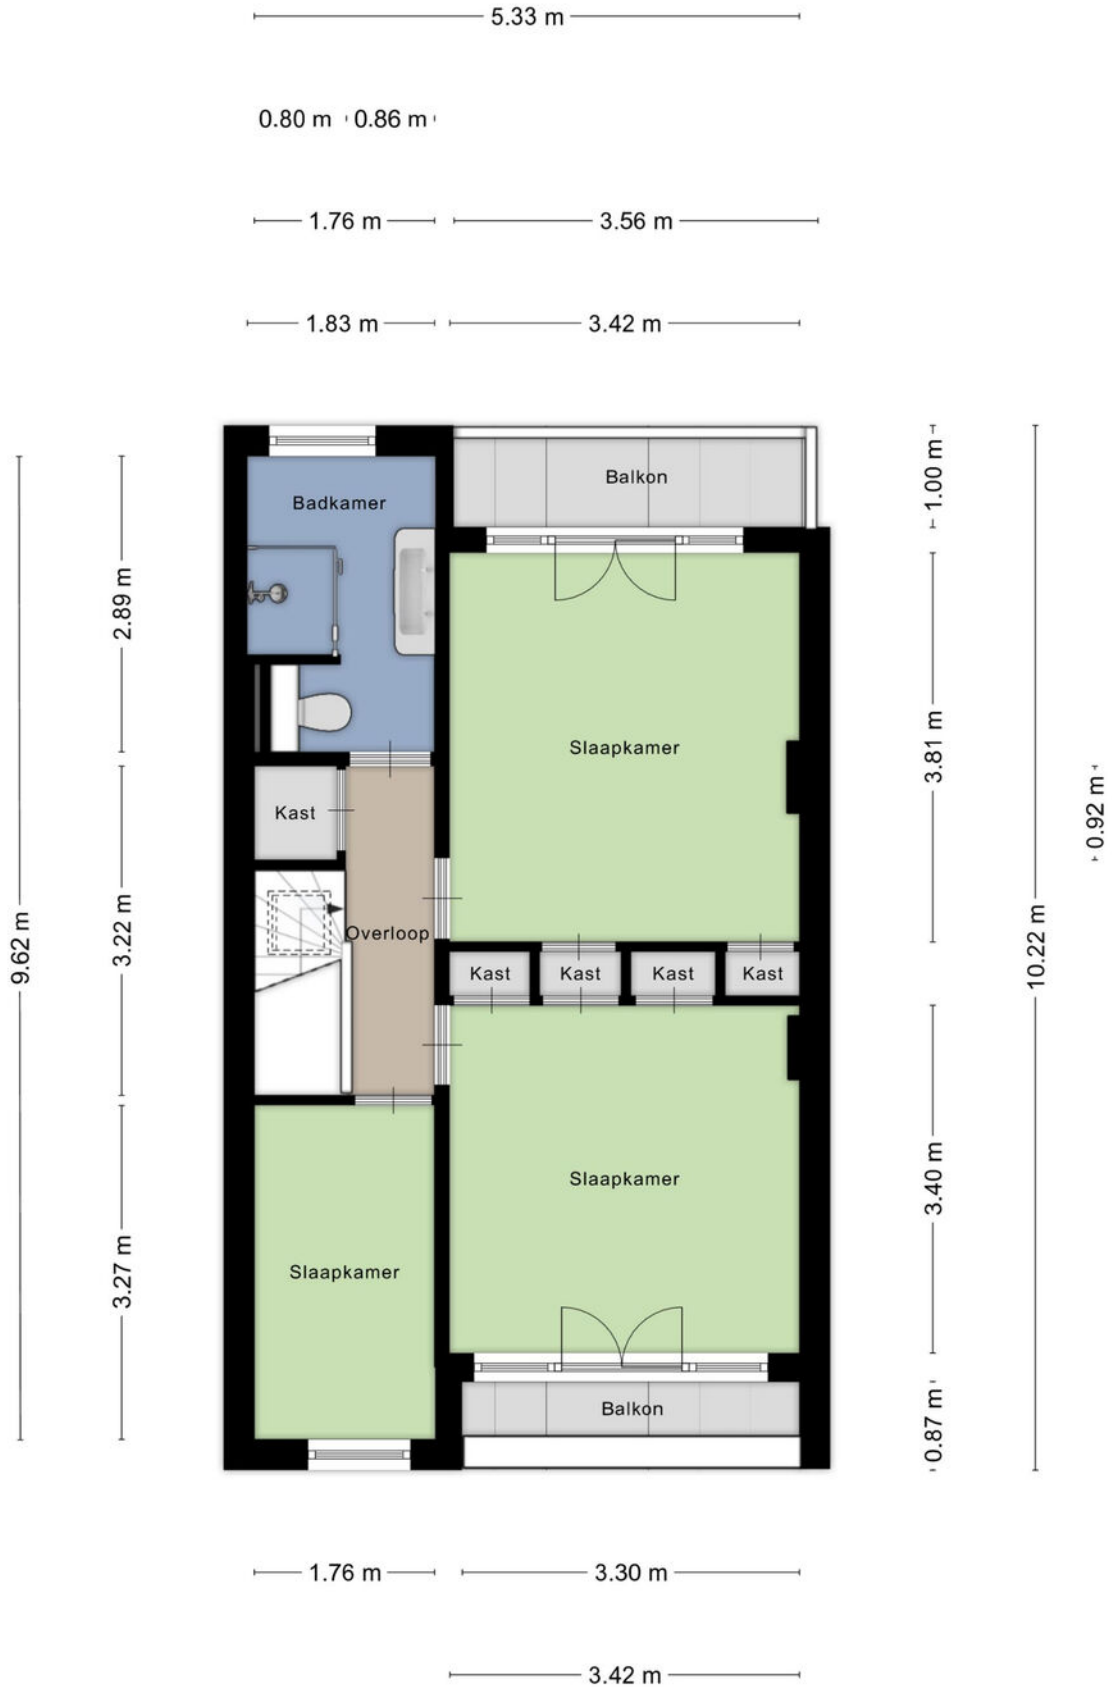 5.33 m
0.80 m 0.86 m
1.76 m 3.56 m
1.83 m 3.42 m
Balkon
1.00 m
Badkamer
2.89 m
3.81 m
Slaapkamer
0.92 m
Kast
Overloop
3.22 m
9.62 m
10.22 m
Kast Kast Kast Kast
3.40 m
Slaapkamer
Slaapkamer
3.27 m
Balkon
0.87 m
1.76 m 3.30 m
3.42 m